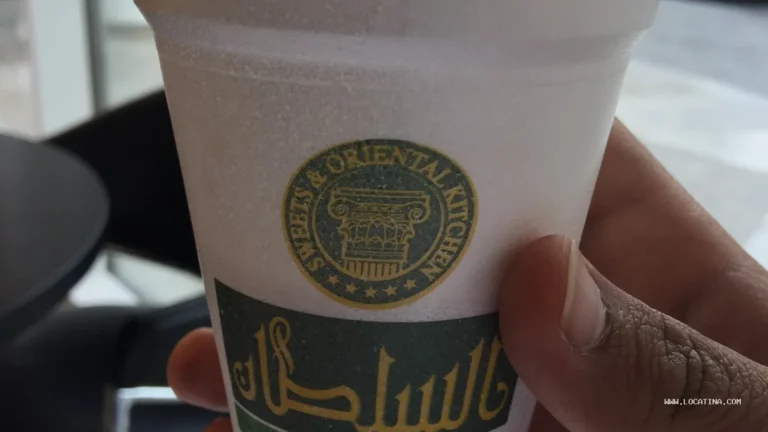 SWEETS & ORIENTAL KITCHEN
السلطان
WWW.LOCATINA.COM